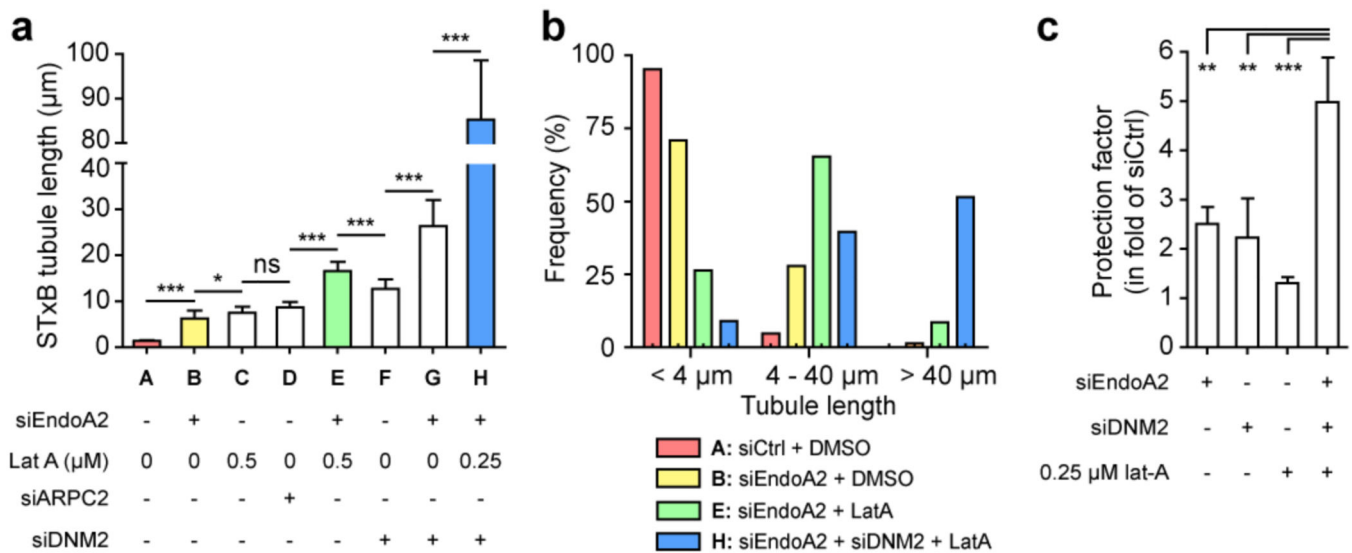 a
STxB tubule length (µm)
100
90
80
40
30
20
10
0
***
*
ns
***
***
***
***
A B C D E F G H
siEndoA2 - + - - + - + +
Lat A (µM) 0 0 0.5 0 0.5 0 0 0.25
siARPC2 - - - + - - - -
siDNM2 - - - - - + + +
b
Frequency (%)
100
75
50
25
0
< 4 µm 4 - 40 µm > 40 µm
Tubule length
A: siCtrl + DMSO
B: siEndoA2 + DMSO
E: siEndoA2 + LatA
H: siEndoA2 + siDNM2 + LatA
c
Protection factor
(in fold of siCtrl)
6
5
4
3
2
1
0
** ** ***
siEndoA2 + - - +
siDNM2 - + - +
0.25 µM lat-A - - + +